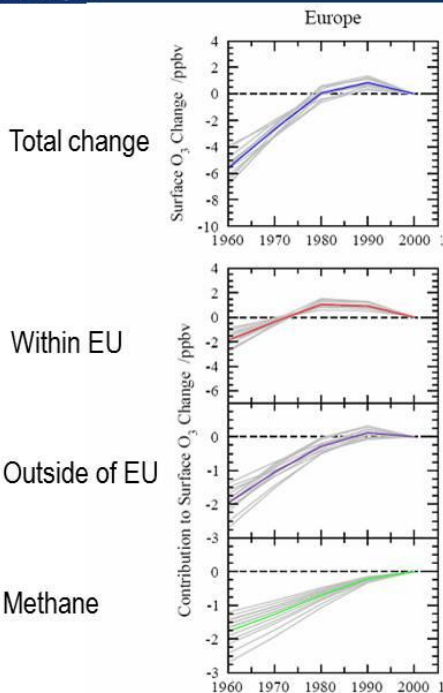 Europe
Total change
Surface O3 Change /ppbv
4
2
0
-2
-4
-6
-8
-10
1960 1970 1980 1990 2000
Within EU
Outside of EU
Methane
Contribution to Surface O3 Change /ppbv
4
2
0
-2
-4
-6
0
-1
-2
-3
0
-1
-2
-3
1960 1970 1980 1990 2000